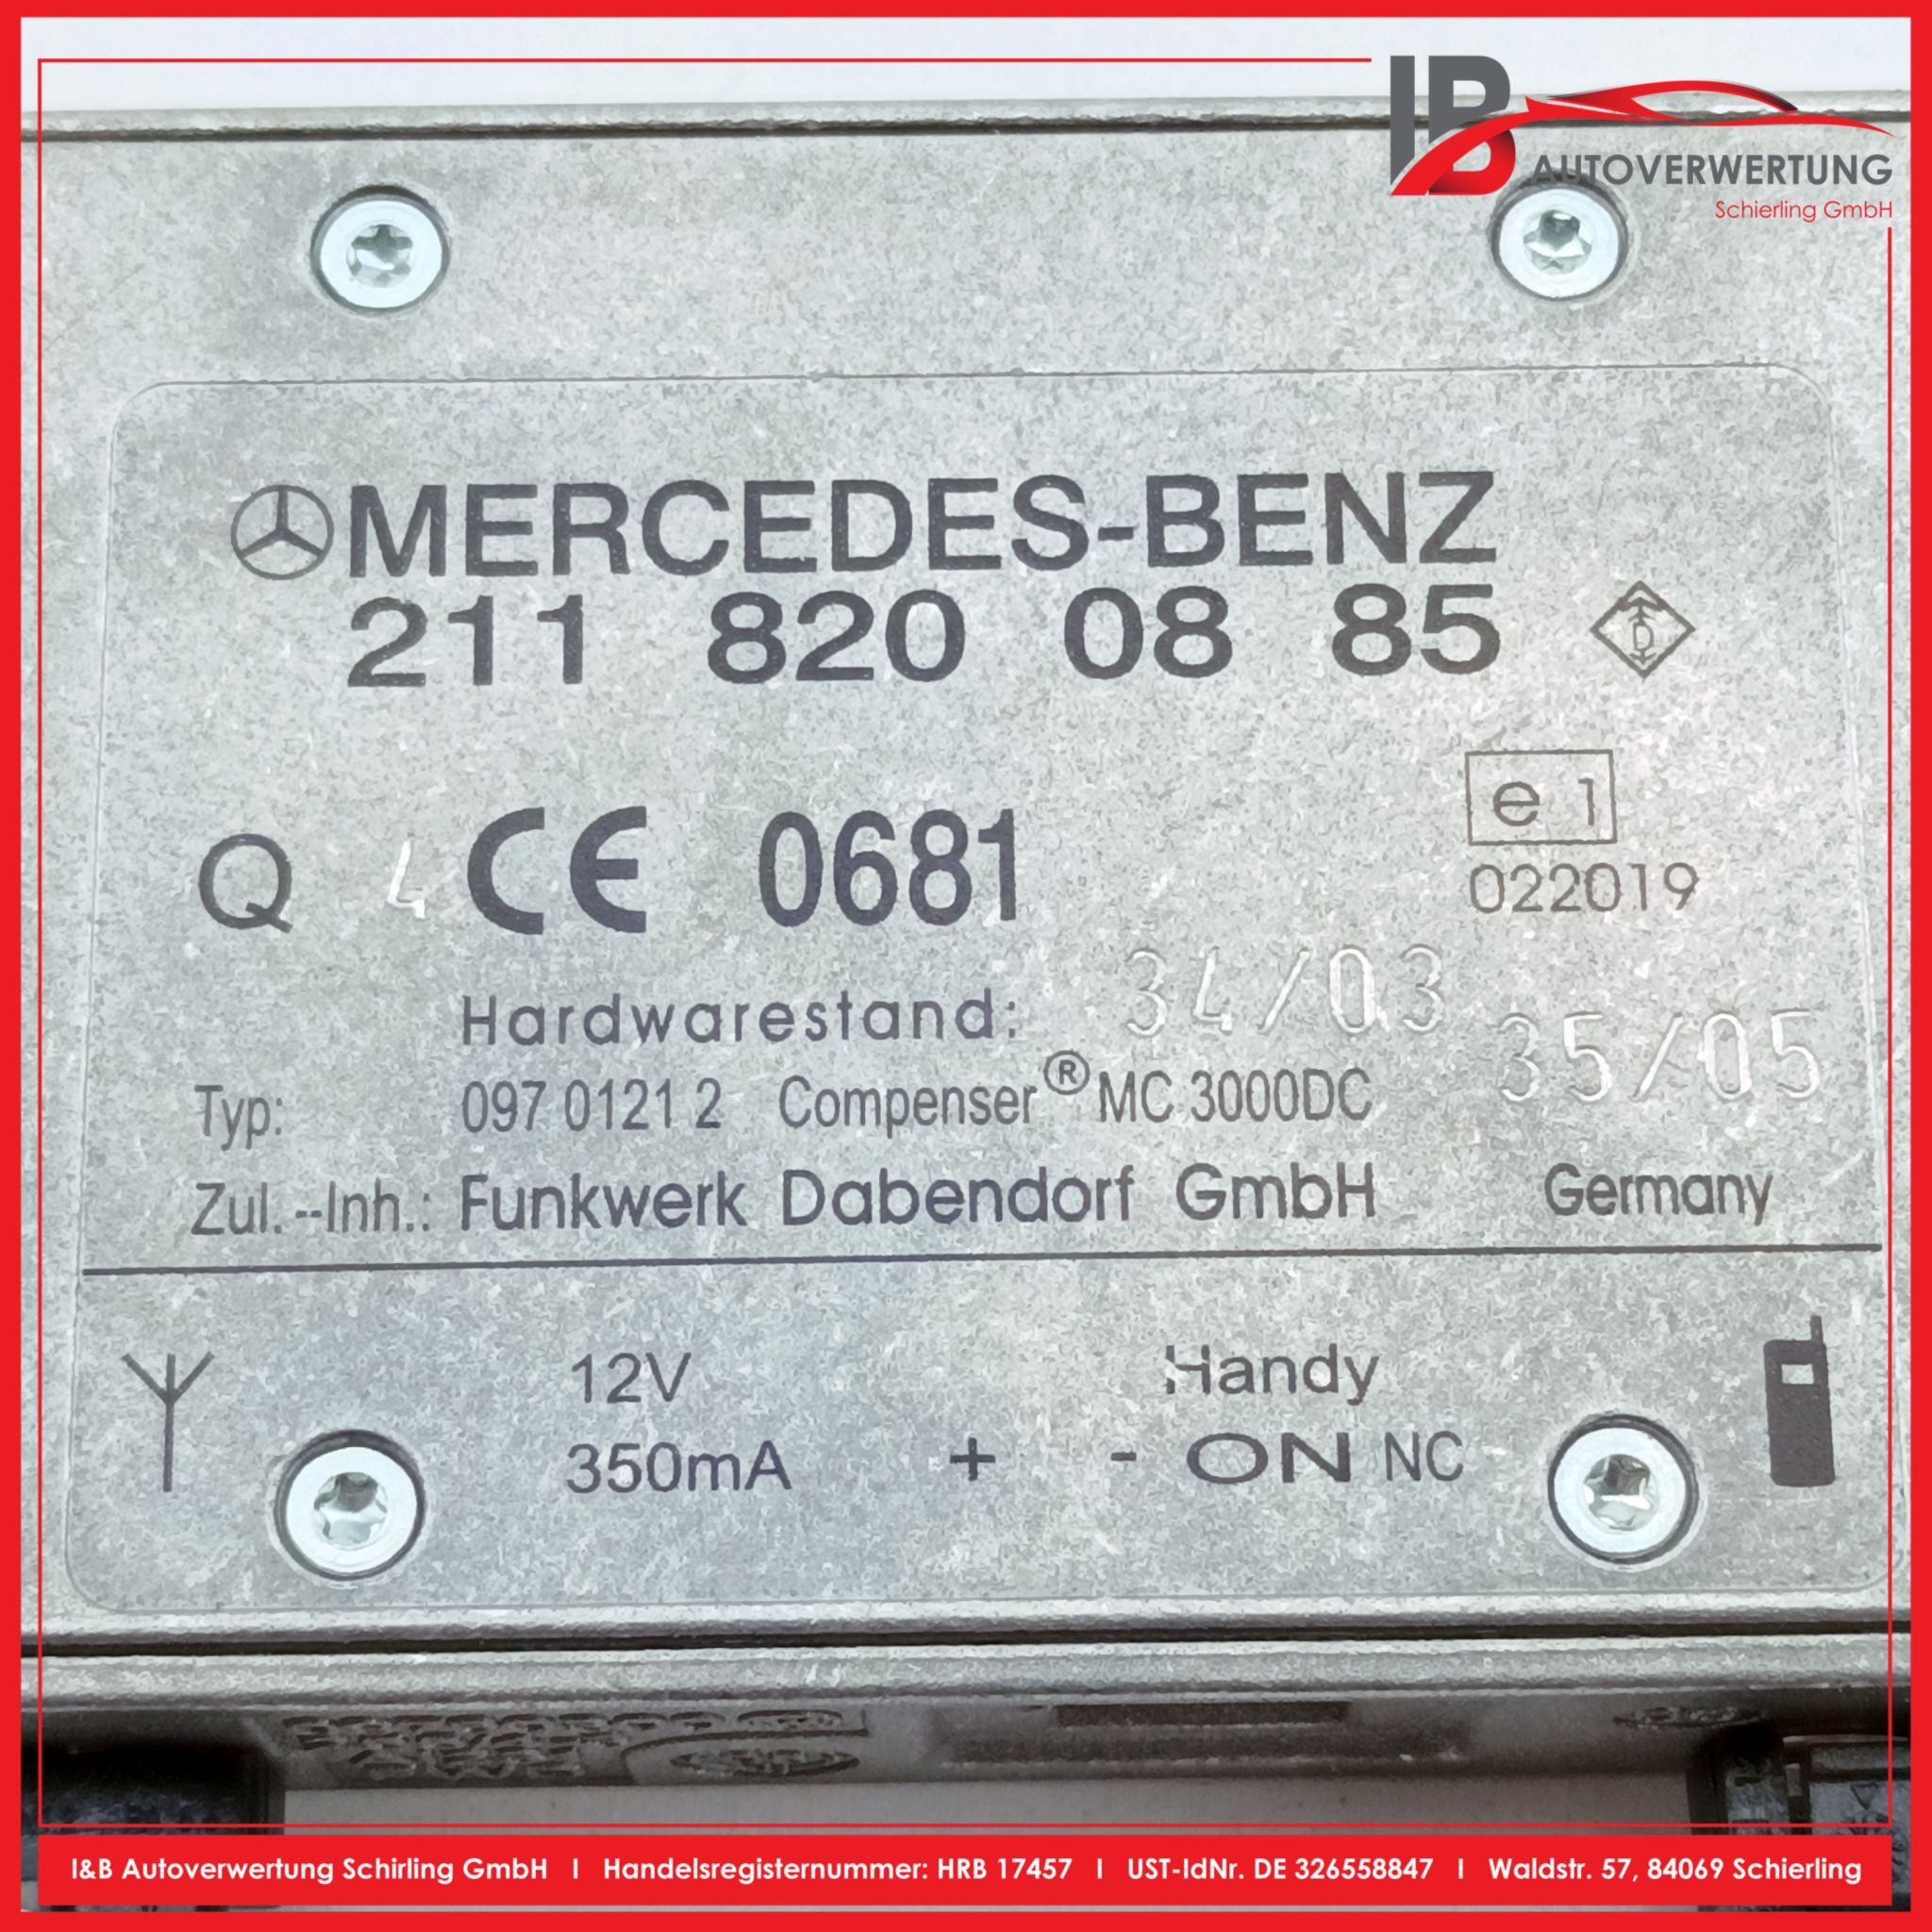 IB
AUTOVERWERTUNG
Schierling GmbH
MERCEDES-BENZ
211 820 08 85
D
e 1
022019
Q 4 CE 0681
Hardwarestand: 34/03
35/05
Typ: 097 0121 2 Compenser® MC 3000DC
Zul.--Inh.: Funkwerk Dabendorf GmbH Germany
12V Handy
350mA + - ON NC
I&B Autoverwertung Schirling GmbH I Handelsregisternummer: HRB 17457 I UST-IdNr. DE 326558847 I Waldstr. 57, 84069 Schierling